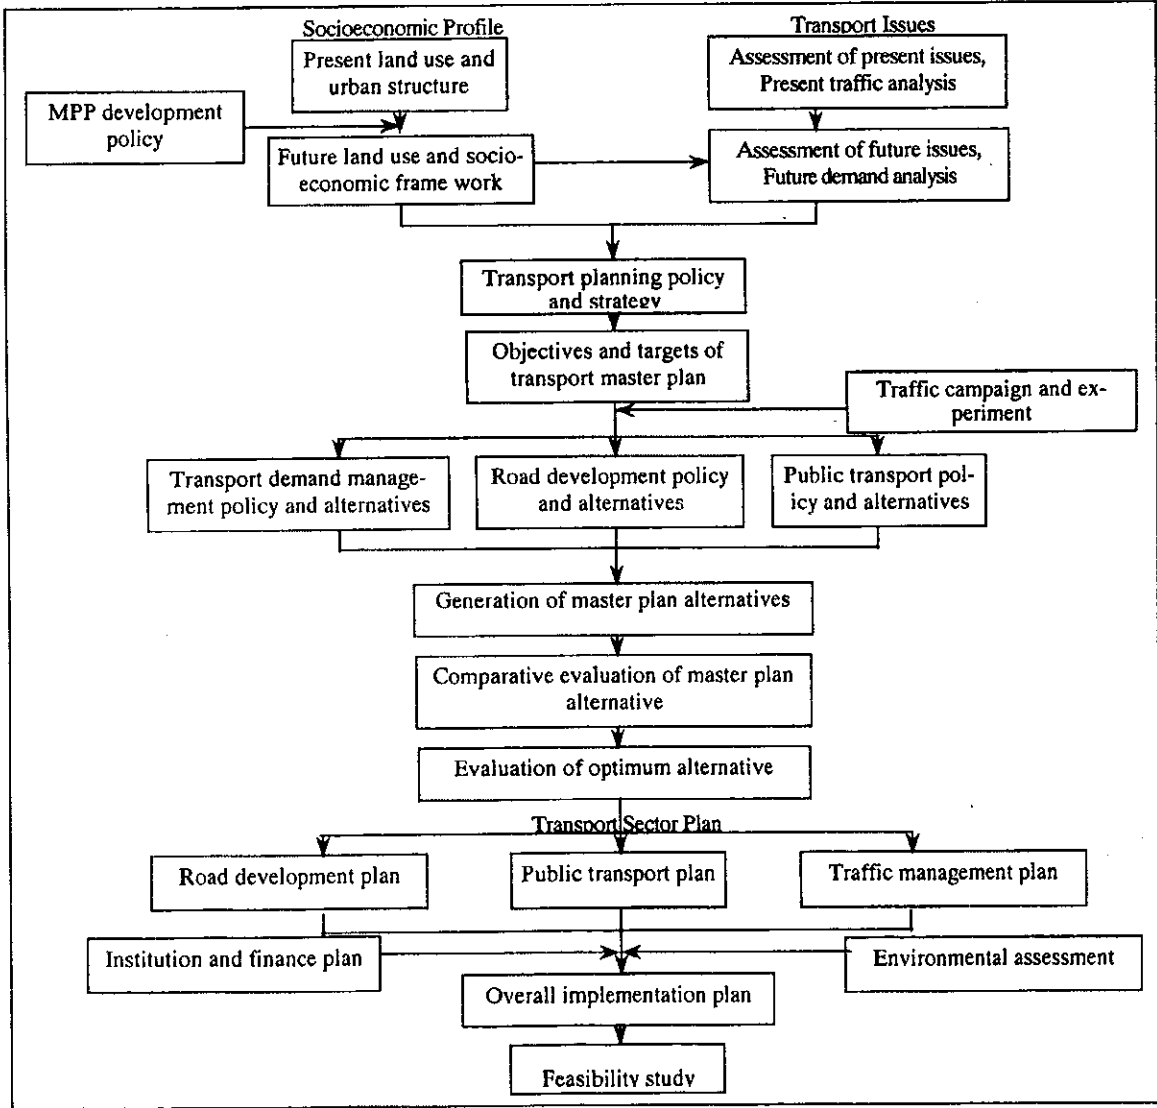 Socioeconomic Profile
Transport Issues
Present land use and
urban structure
Assessment of present issues,
Present traffic analysis
MPP development
policy
Future land use and socio-
economic frame work
Assessment of future issues,
Future demand analysis
Transport planning policy
and strategy
Objectives and targets of
transport master plan
Traffic campaign and ex-
periment
Transport demand manage-
ment policy and alternatives
Road development policy
and alternatives
Public transport pol-
icy and alternatives
Generation of master plan alternatives
Comparative evaluation of master plan
alternative
Evaluation of optimum alternative
Transport Sector Plan
Road development plan
Public transport plan
Traffic management plan
Institution and finance plan
Environmental assessment
Overall implementation plan
Feasibility study